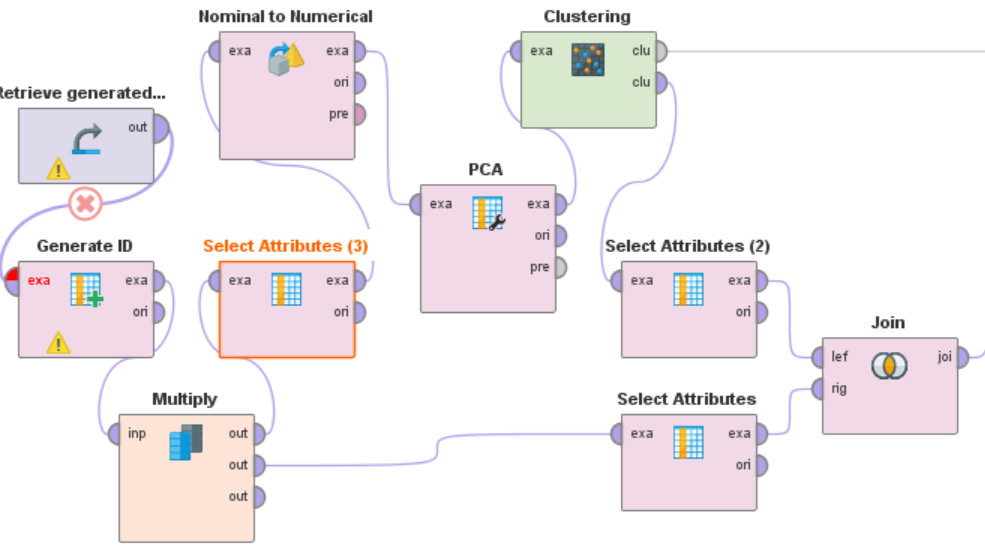 Nominal to Numerical
exa
exa
ori
pre
Clustering
exa
clu
clu
Retrieve generated...
out
PCA
exa
exa
ori
pre
Generate ID
exa
exa
ori
Select Attributes (3)
exa
exa
ori
Select Attributes (2)
exa
exa
ori
Join
lef
joi
rig
Multiply
inp
out
out
out
Select Attributes
exa
exa
ori